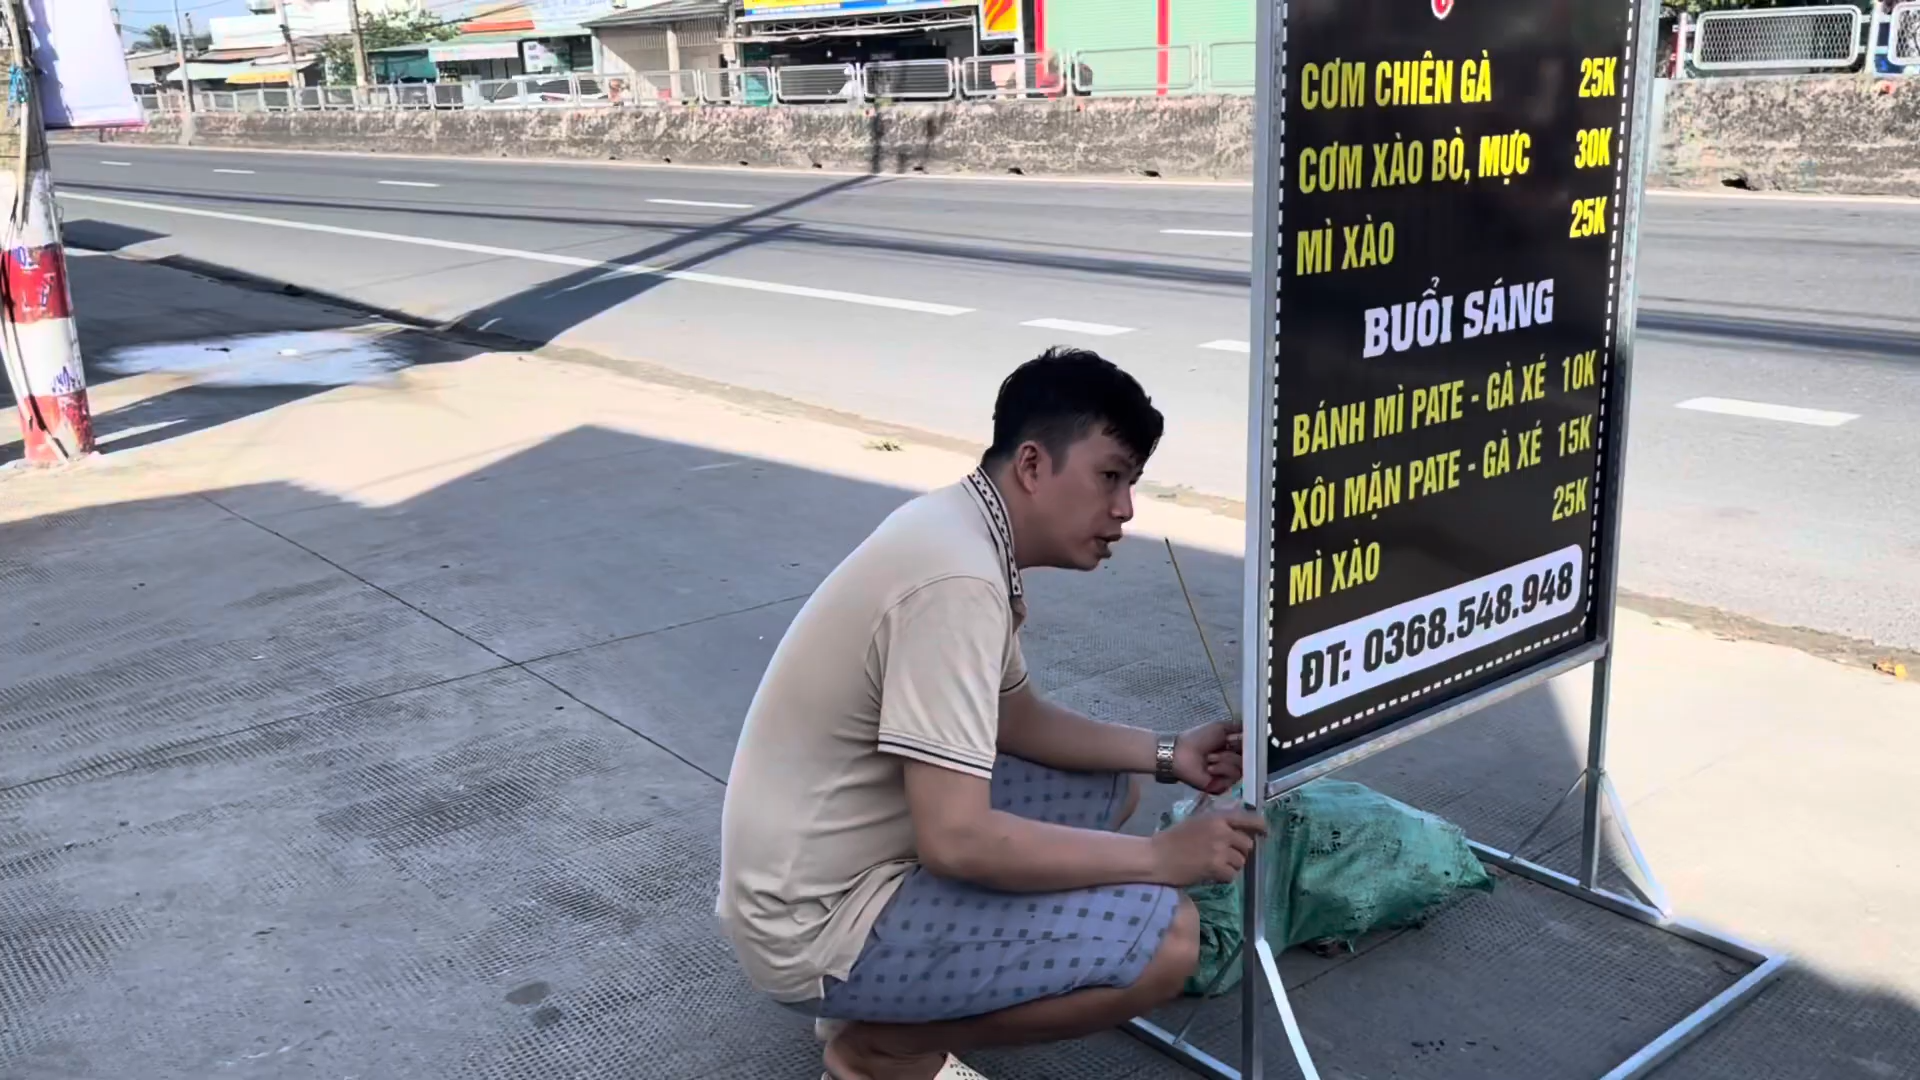 CƠM CHIÊN GÀ 25K
CƠM XÀO BÒ, MỰC 30K
MÌ XÀO 25K
BUỔI SÁNG
BÁNH MÌ PATE - GÀ XÉ 10K
XÔI MẶN PATE - GÀ XÉ 15K
MÌ XÀO 25K
ĐT: 0368.548.948